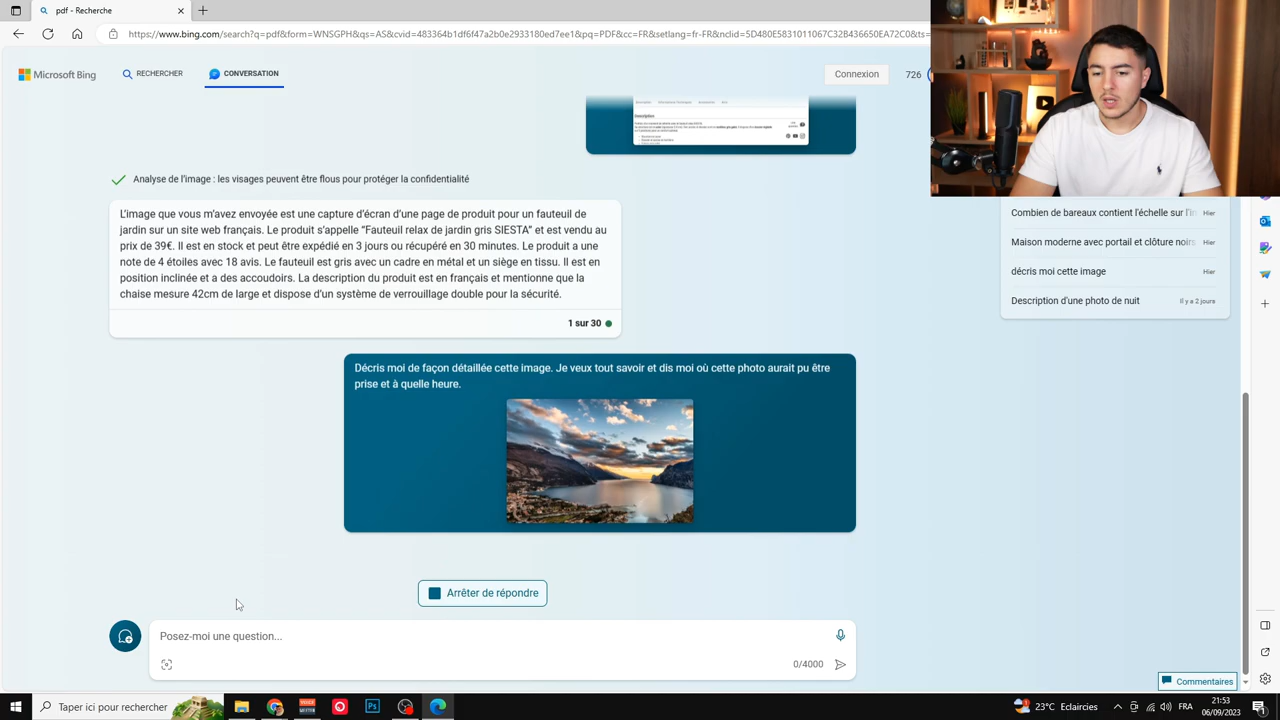 pdf - Recherche
https://www.bing.com/search?q=pdf&form=WNSGPH&qs=AS&cvid=483364b1df6f47a2b0e2933180ed7ee1&pq=PDF&cc=FR&setlang=fr-FR&nclid=5D480E5831011067C32B436650EA72C0&ts=
Microsoft Bing
RECHERCHER
CONVERSATION
Connexion
726
Description
Analyse de l'image : les visages peuvent être flous pour protéger la confidentialité
L'image que vous m'avez envoyée est une capture d'écran d'une page de produit pour un fauteuil de
jardin sur un site web français. Le produit s'appelle "Fauteuil relax de jardin gris SIESTA" et est vendu au
prix de 39€. Il est en stock et peut être expédié en 3 jours ou récupéré en 30 minutes. Le produit a une
note de 4 étoiles avec 18 avis. Le fauteuil est gris avec un cadre en métal et un siège en tissu. Il est en
position inclinée et a des accoudoirs. La description du produit est en français et mentionne que la
chaise mesure 42cm de large et dispose d'un système de verrouillage double pour la sécurité.
1 sur 30
Décris moi de façon détaillée cette image. Je veux tout savoir et dis moi où cette photo aurait pu être
prise et à quelle heure.
Arrêter de répondre
Posez-moi une question...
0/4000
Combien de bareaux contient l'échelle sur l'im
Hier
Maison moderne avec portail et clôture noirs
Hier
décris moi cette image
Hier
Description d'une photo de nuit
Il y a 2 jours
Commentaires
Taper ici pour rechercher
23°C Eclaircies
FRA
21:53
06/09/2023